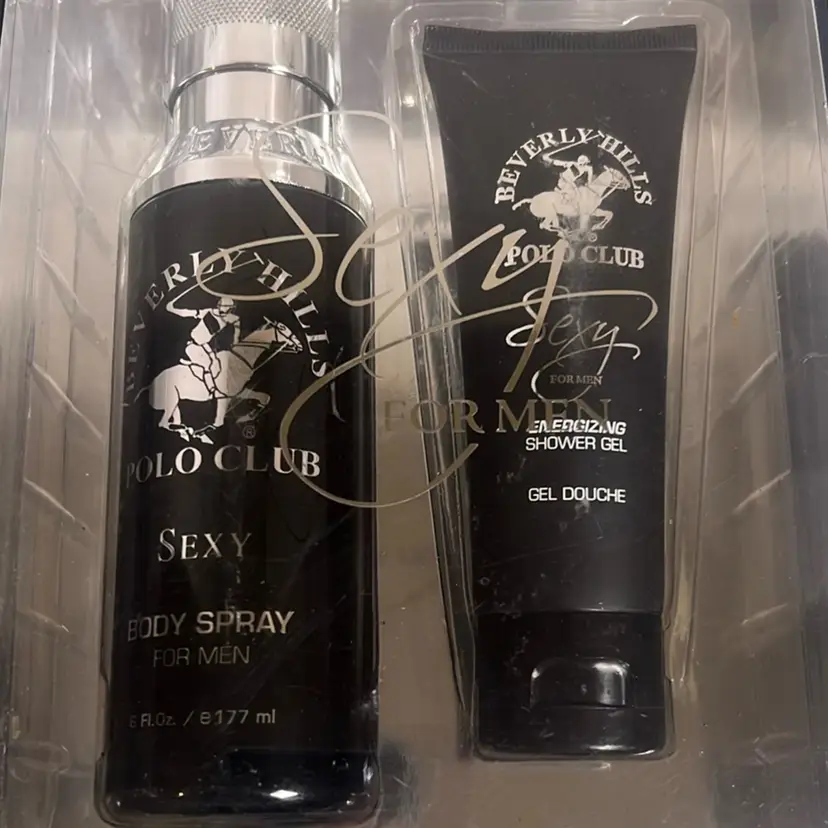 BEVERLY HILLS
POLO CLUB
SEXY
BODY SPRAY
FOR MEN
6 Fl.Oz. / e177 ml
Sexy
FOR MEN
BEVERLY HILLS
POLO CLUB
Sexy
FOR MEN
ENERGIZING
SHOWER GEL
GEL DOUCHE